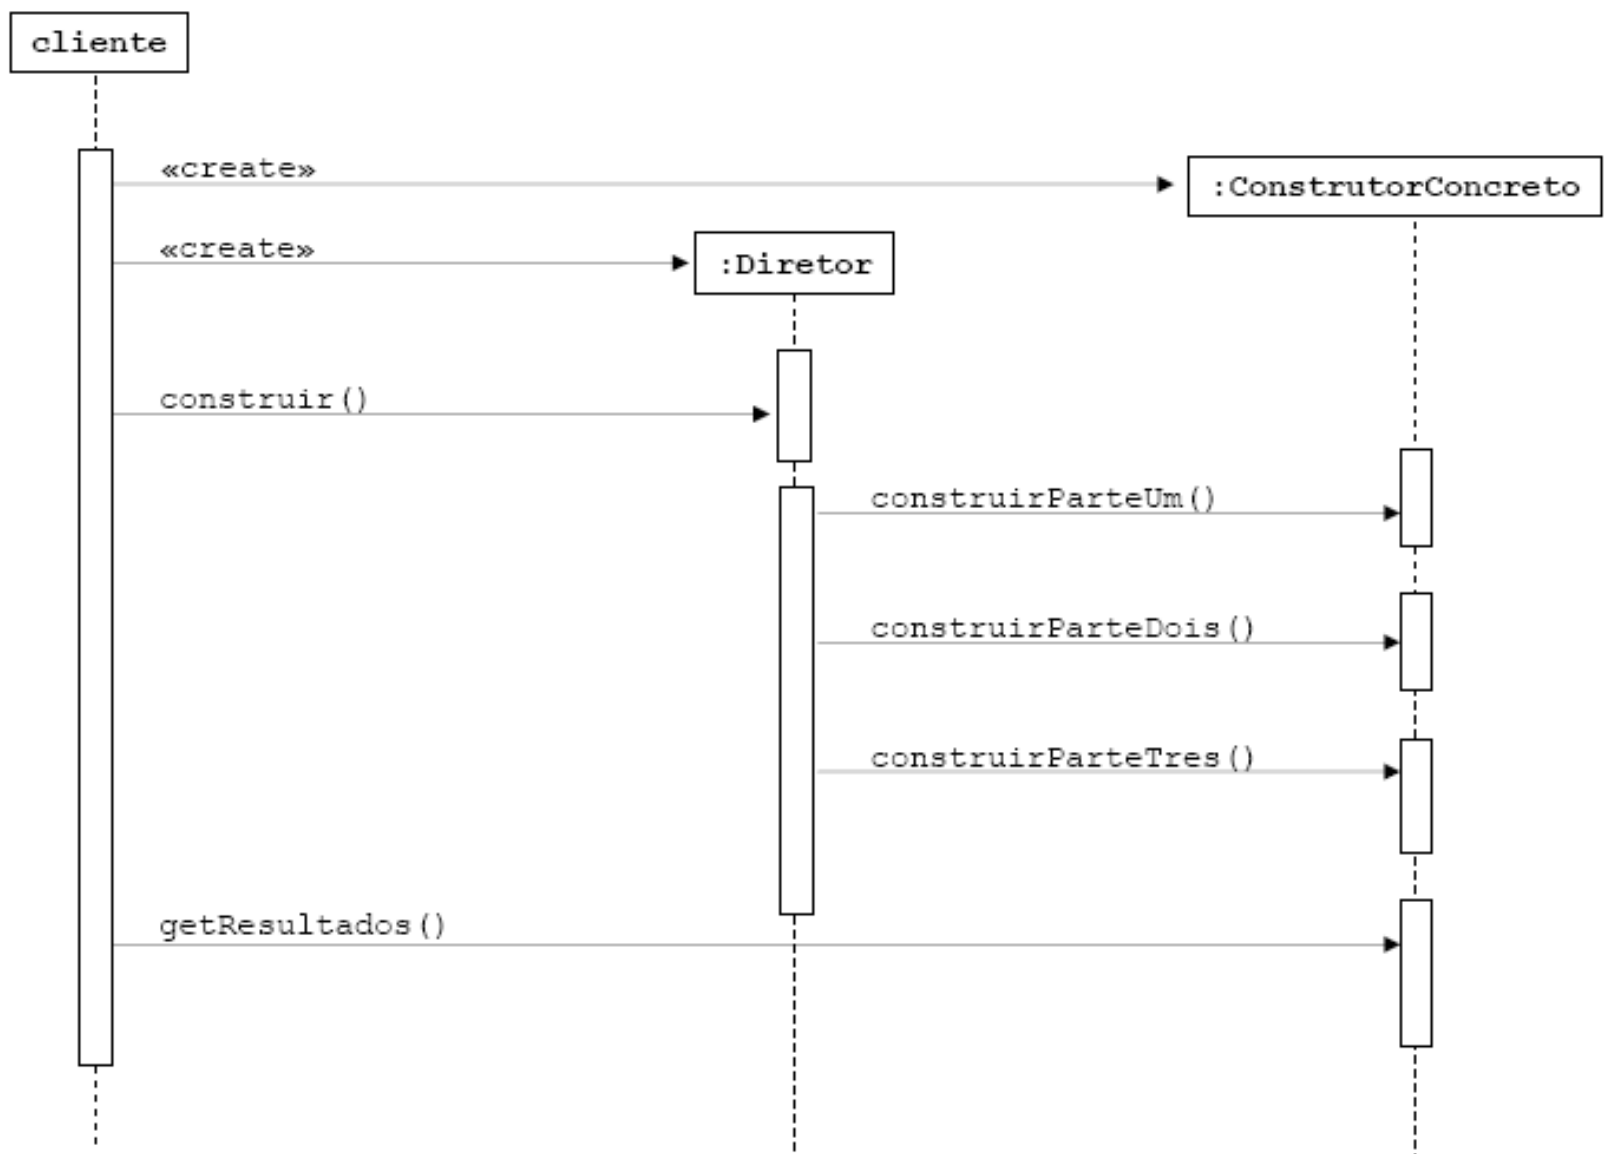 cliente
«create»
:ConstrutorConcreto
«create»
:Diretor
construir()
construirParteUm()
construirParteDois()
construirParteTres()
getResultados()